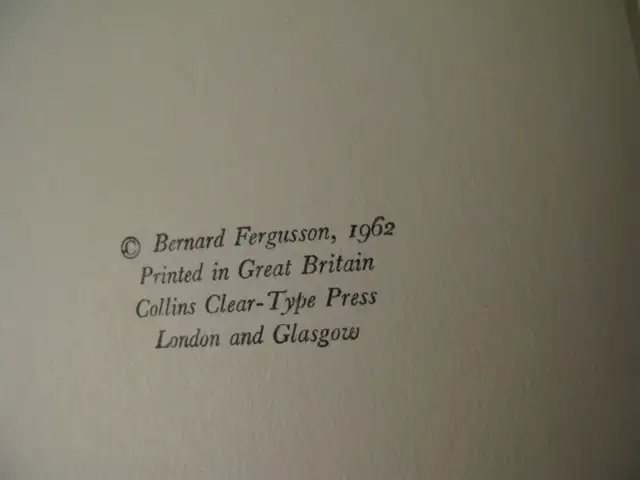 © Bernard Fergusson, 1962
Printed in Great Britain
Collins Clear-Type Press
London and Glasgow